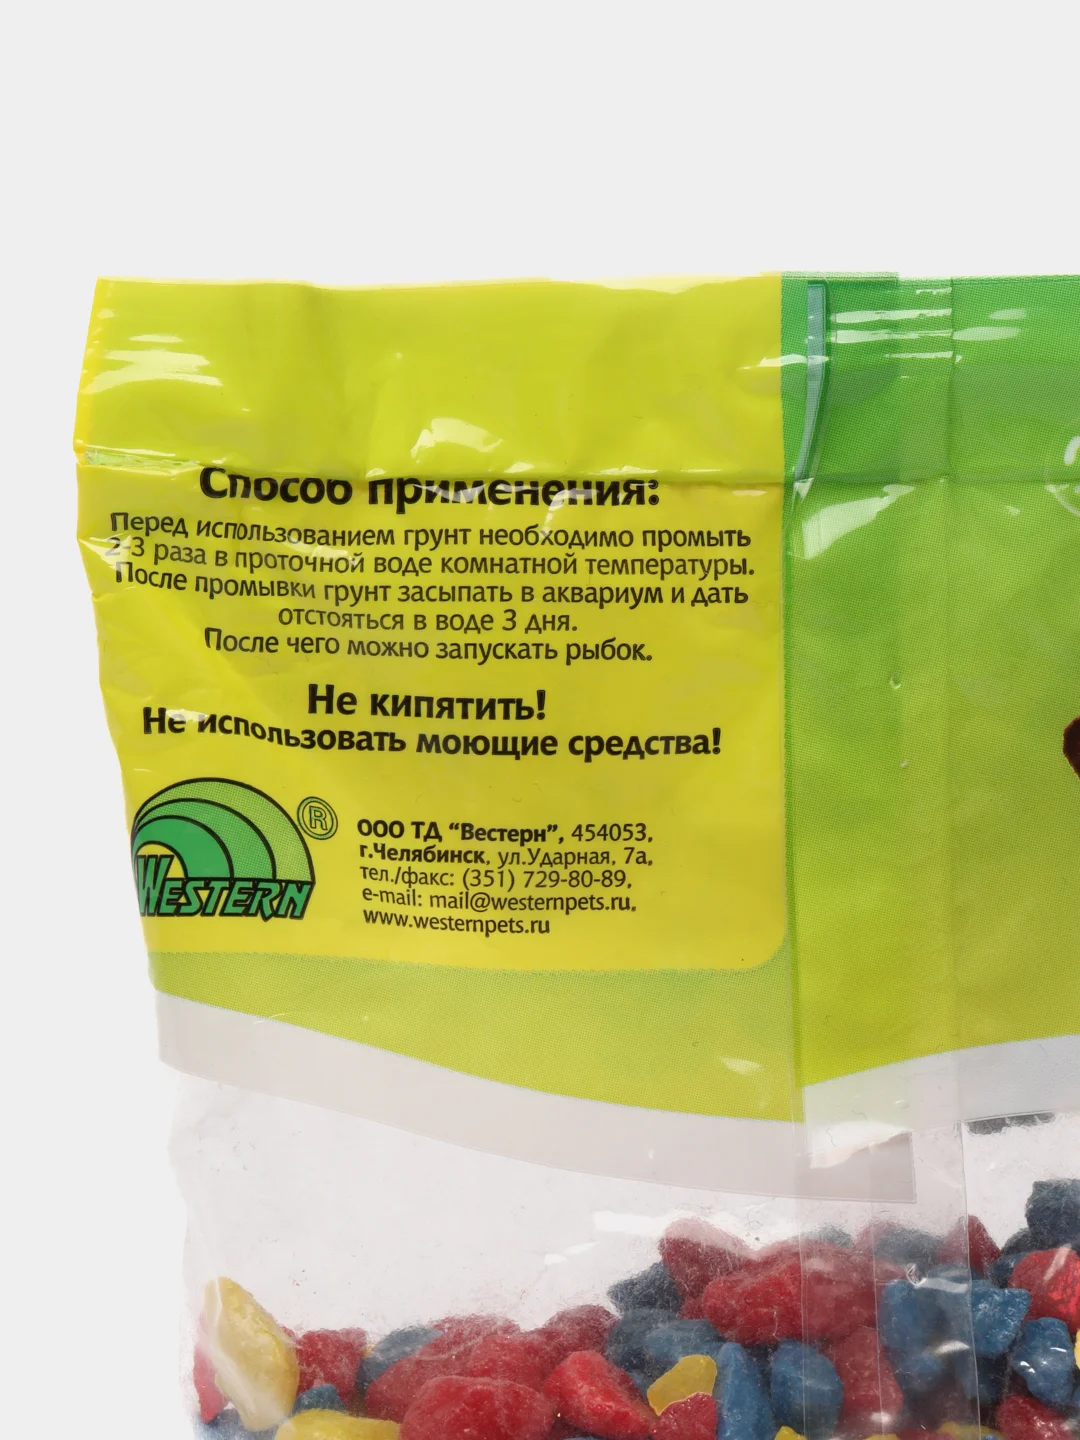 Способ применения:
Перед использованием грунт необходимо промыть
2-3 раза в проточной воде комнатной температуры.
После промывки грунт засыпать в аквариум и дать
отстояться в воде 3 дня.
После чего можно запускать рыбок.
Не кипятить!
Не использовать моющие средства!
WESTERN ®
ООО ТД “Вестерн”, 454053,
г.Челябинск, ул.Ударная, 7а,
тел./факс: (351) 729-80-89,
e-mail: mail@westernpets.ru,
www.westernpets.ru